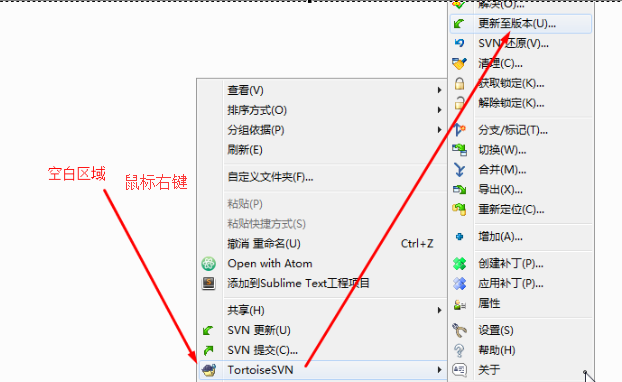 解决(O)...
更新至版本(U)...
SVN 还原(V)...
清理(C)...
获取锁定(K)...
解除锁定(K)...
分支/标记(T)...
切换(W)...
合并(M)...
导出(X)...
重新定位(C)...
增加(A)...
创建补丁(P)...
应用补丁(P)...
属性
设置(S)
帮助(H)
关于
空白区域
鼠标右键
查看(V)
排序方式(O)
分组依据(P)
刷新(E)
自定义文件夹(F)...
粘贴(P)
粘贴快捷方式(S)
撤消 重命名(U) Ctrl+Z
Open with Atom
添加到Sublime Text工程项目
共享(H)
SVN 更新(U)
SVN 提交(C)...
TortoiseSVN